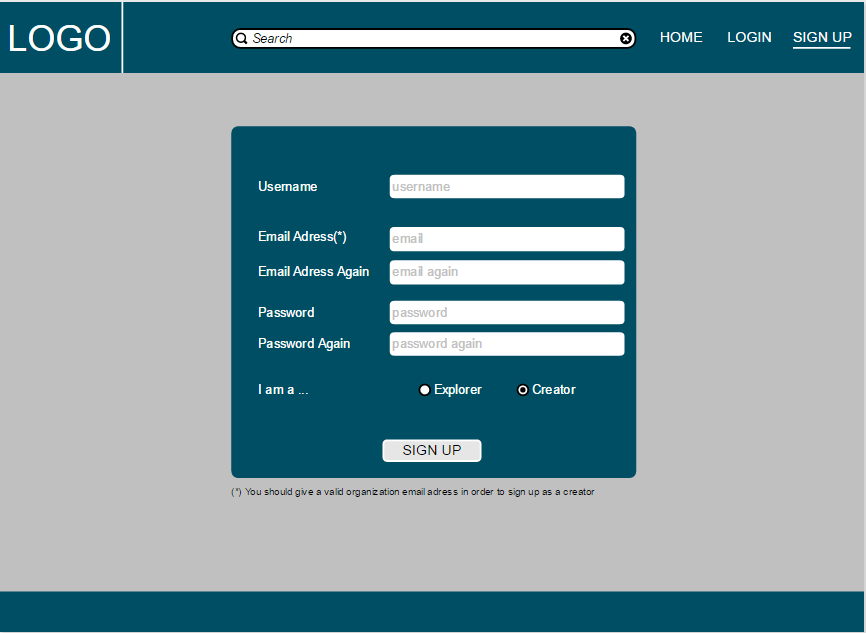 LOGO
Search
HOME
LOGIN
SIGN UP
Username
username
Email Adress(*)
email
Email Adress Again
email again
Password
password
Password Again
password again
I am a ...
Explorer
Creator
SIGN UP
(*) You should give a valid organization email adress in order to sign up as a creator